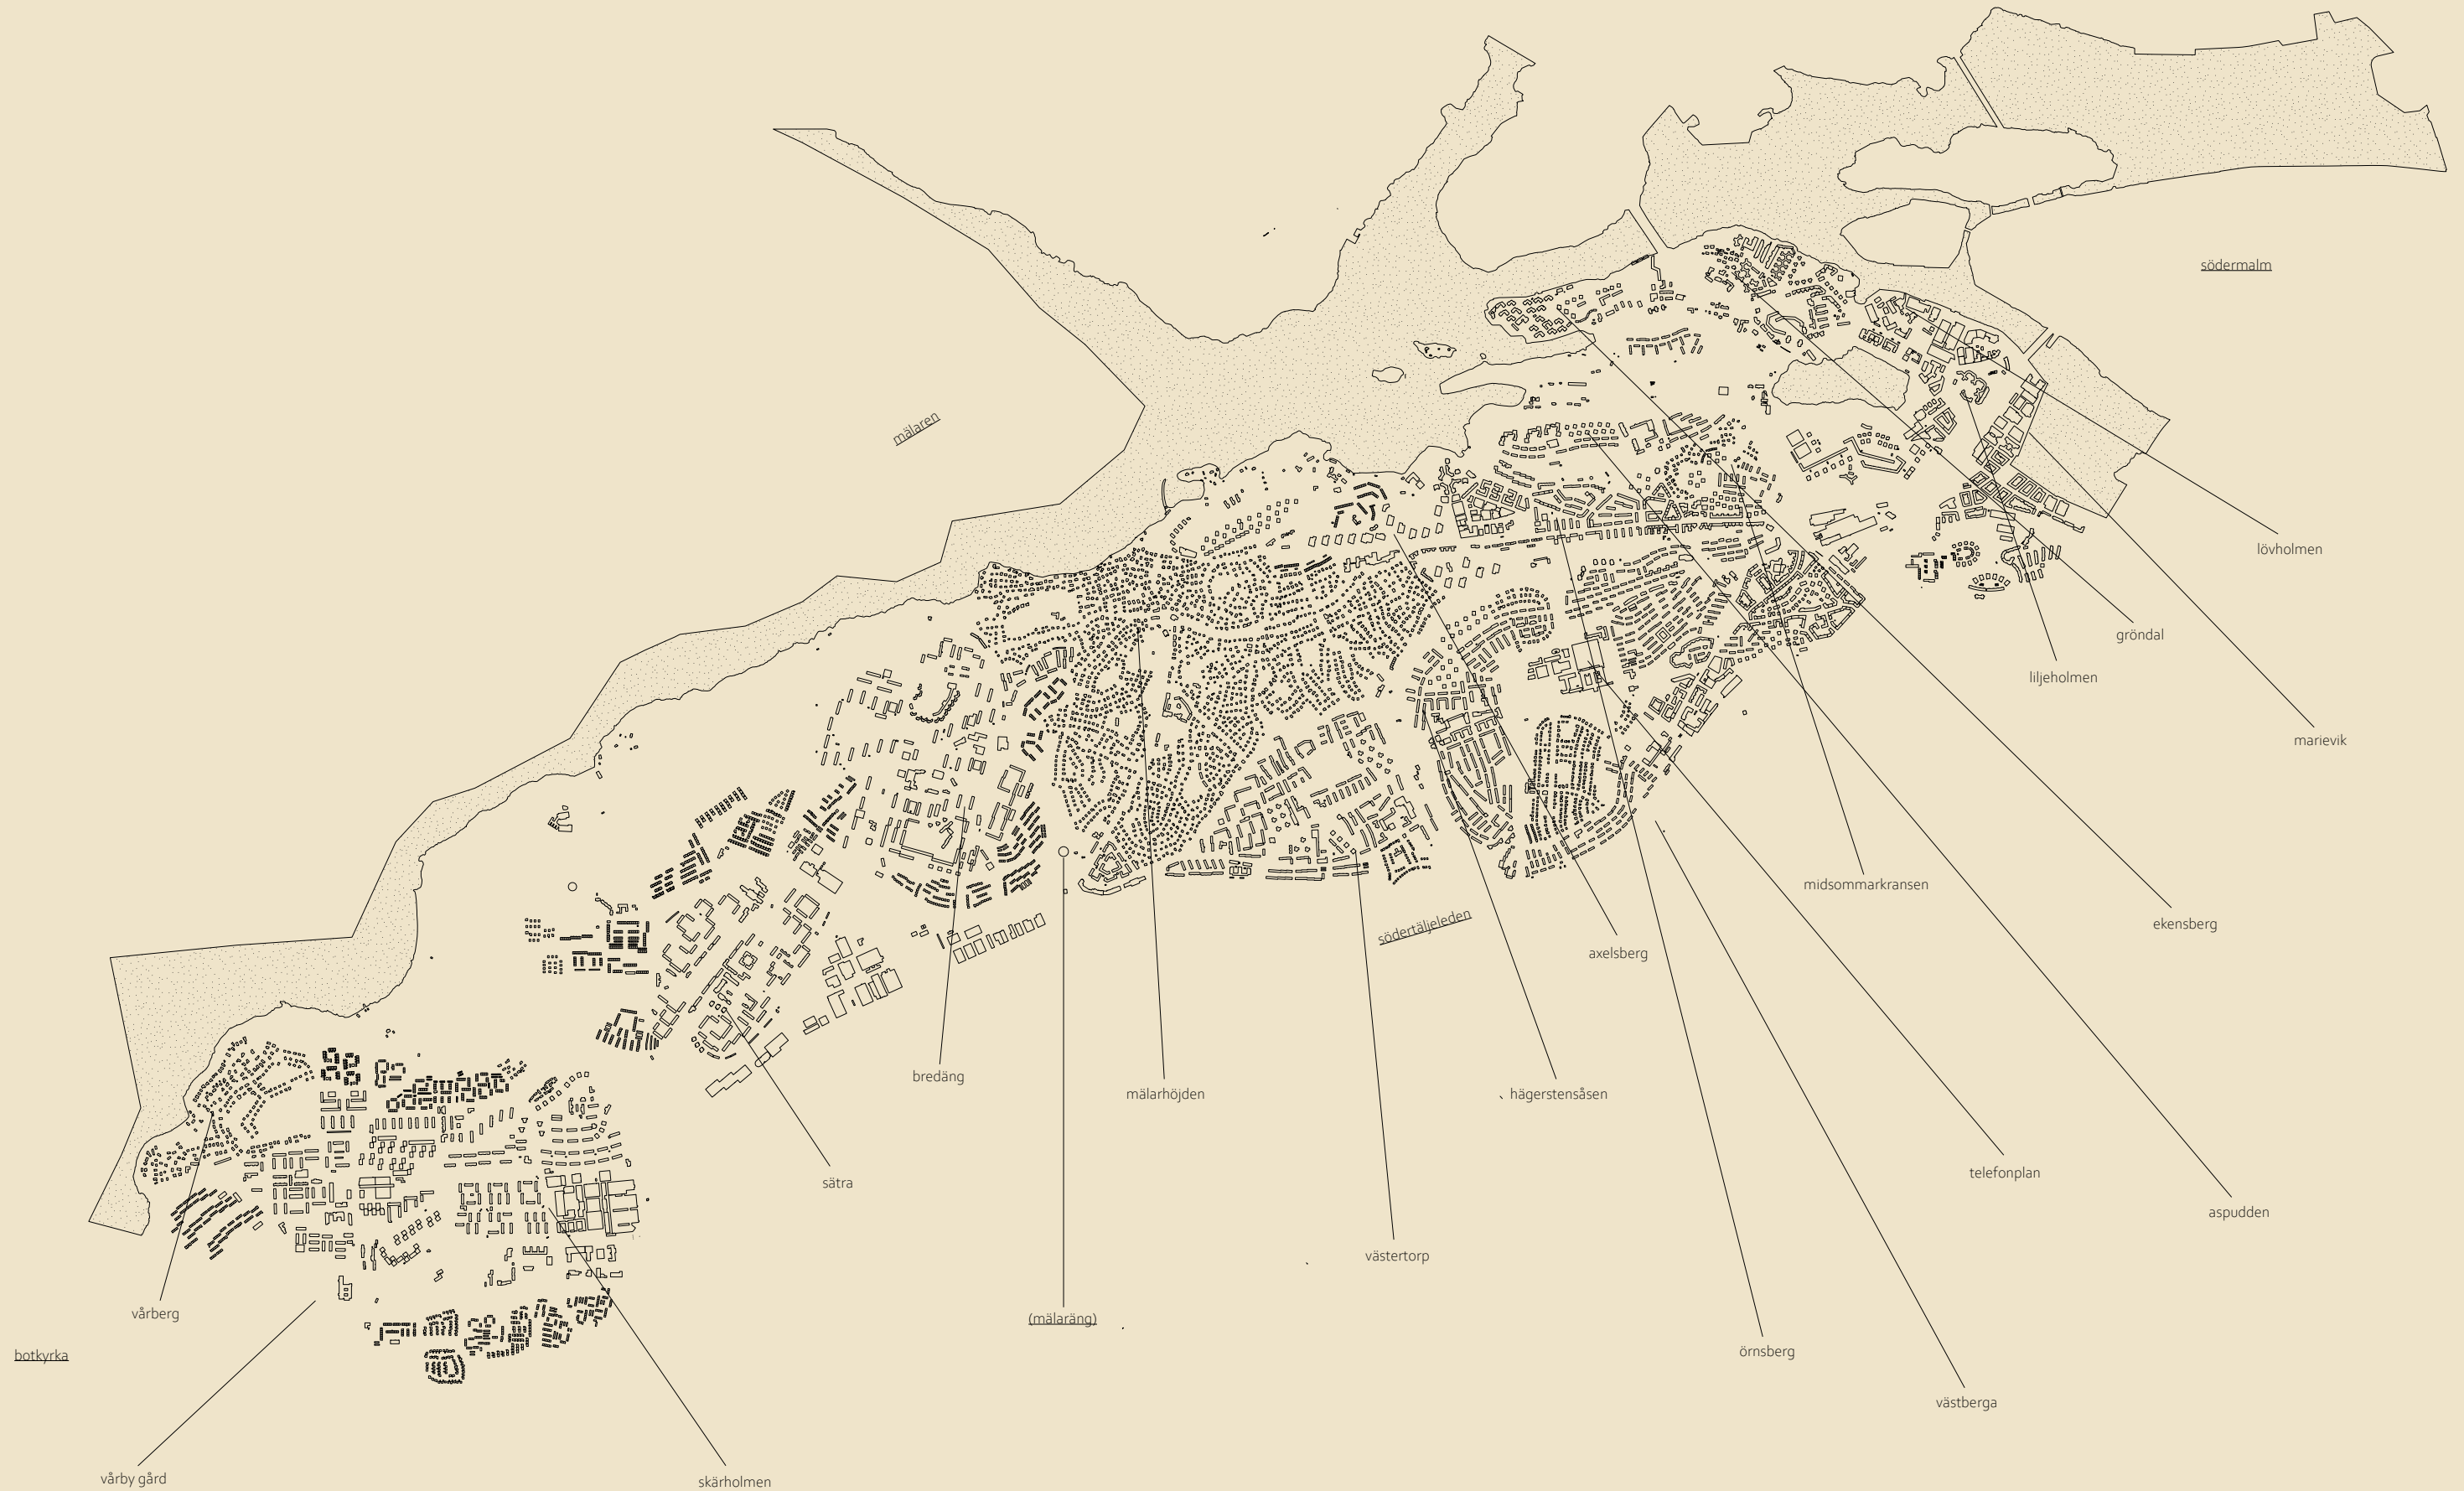 södermalm
mälaren
lövholmen
gröndal
liljeholmen
marievik
midsommarkransen
ekensberg
södertäljeleden
axelsberg
bredäng
mälarhöjden
hägerstensåsen
telefonplan
sätra
aspudden
västertorp
vårberg
(mäläräng)
örnsberg
botkyrka
västberga
vårby gård
skärholmen